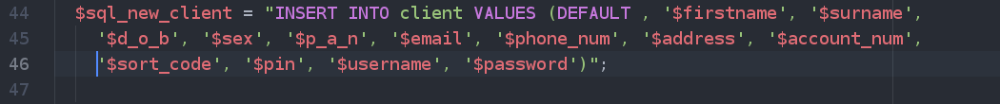 44 $sql_new_client = "INSERT INTO client VALUES (DEFAULT , '$firstname', '$surname',
45 '$d_o_b', '$sex', '$p_a_n', '$email', '$phone_num', '$address', '$account_num',
46 '$sort_code', '$pin', '$username', '$password')";
47